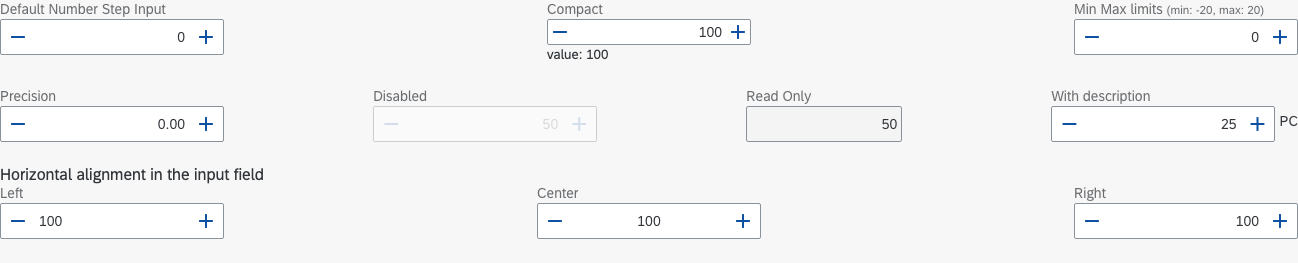 Default Number Step Input
Compact
Min Max limits (min: -20, max: 20)
0
100
0
value: 100
Precision
Disabled
Read Only
With description
0.00
50
50
25
PC
Horizontal alignment in the input field
Left
Center
Right
100
100
100